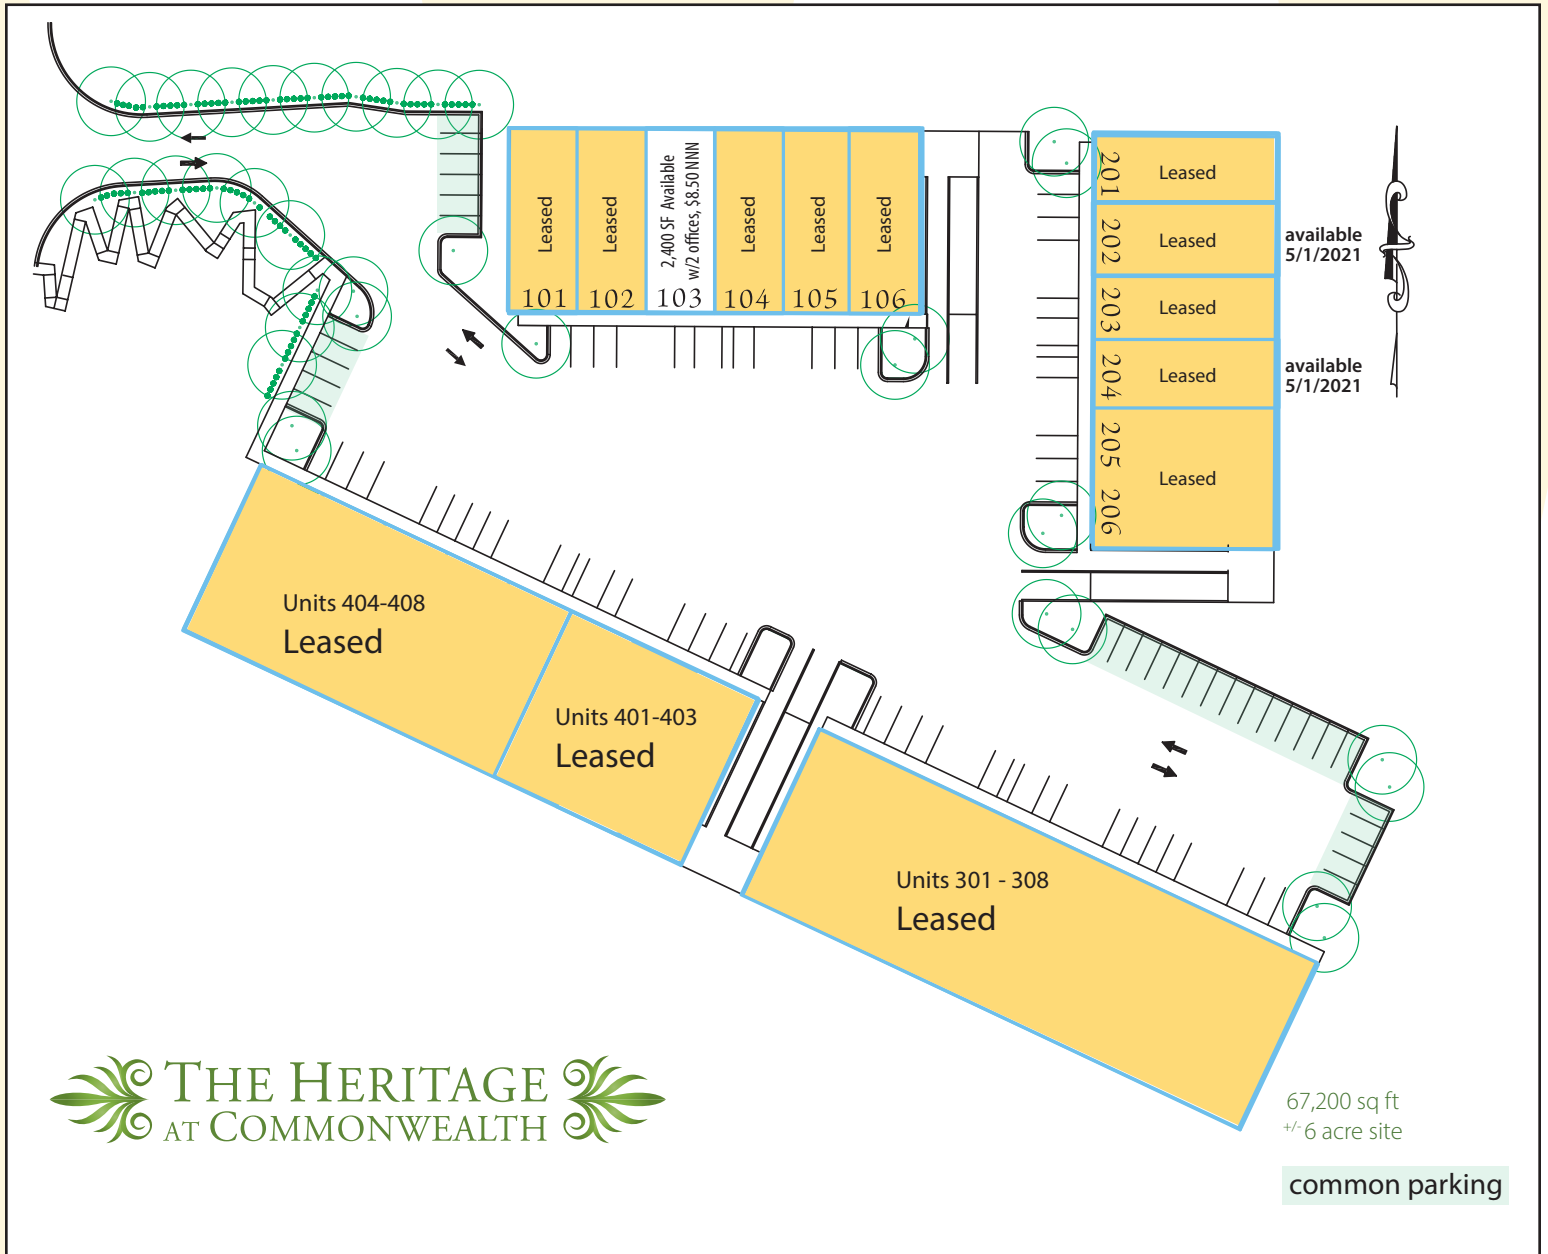 Leased
101
Leased
102
2,400 SF Available
w/2 offices, $8.50 NNN
103
Leased
104
Leased
105
Leased
106
201
Leased
202
Leased
available
5/1/2021
203
Leased
204
Leased
available
5/1/2021
205
206
Leased
Units 404-408
Leased
Units 401-403
Leased
Units 301 - 308
Leased
THE HERITAGE
AT COMMONWEALTH
67,200 sq ft
+/- 6 acre site
common parking